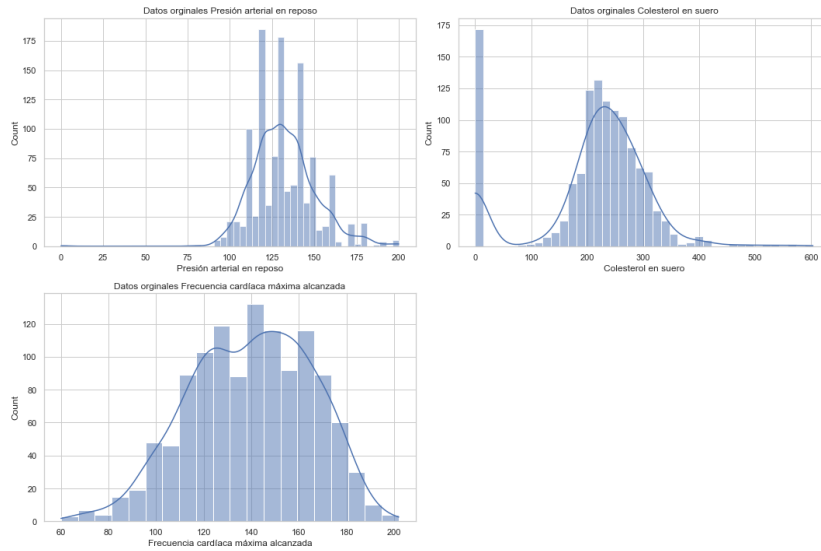 Datos orginales Presión arterial en reposo
Count
175
150
125
100
75
50
25
0
0 25 50 75 100 125 150 175 200
Presión arterial en reposo
Datos orginales Colesterol en suero
Count
175
150
125
100
75
50
25
0
0 100 200 300 400 500 600
Colesterol en suero
Datos orginales Frecuencia cardíaca máxima alcanzada
Count
120
100
80
60
40
20
0
60 80 100 120 140 160 180 200
Frecuencia cardíaca máxima alcanzada